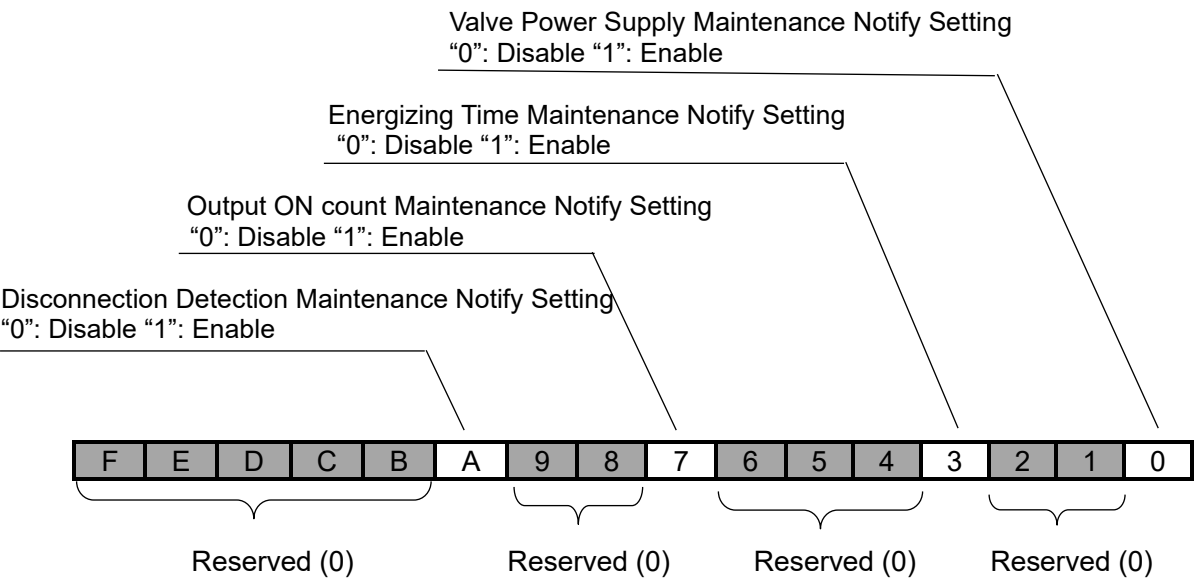 Valve Power Supply Maintenance Notify Setting
“0”: Disable “1”: Enable
Energizing Time Maintenance Notify Setting
“0”: Disable “1”: Enable
Output ON count Maintenance Notify Setting
“0”: Disable “1”: Enable
Disconnection Detection Maintenance Notify Setting
“0”: Disable “1”: Enable
F E D C B A 9 8 7 6 5 4 3 2 1 0
Reserved (0) Reserved (0) Reserved (0) Reserved (0)